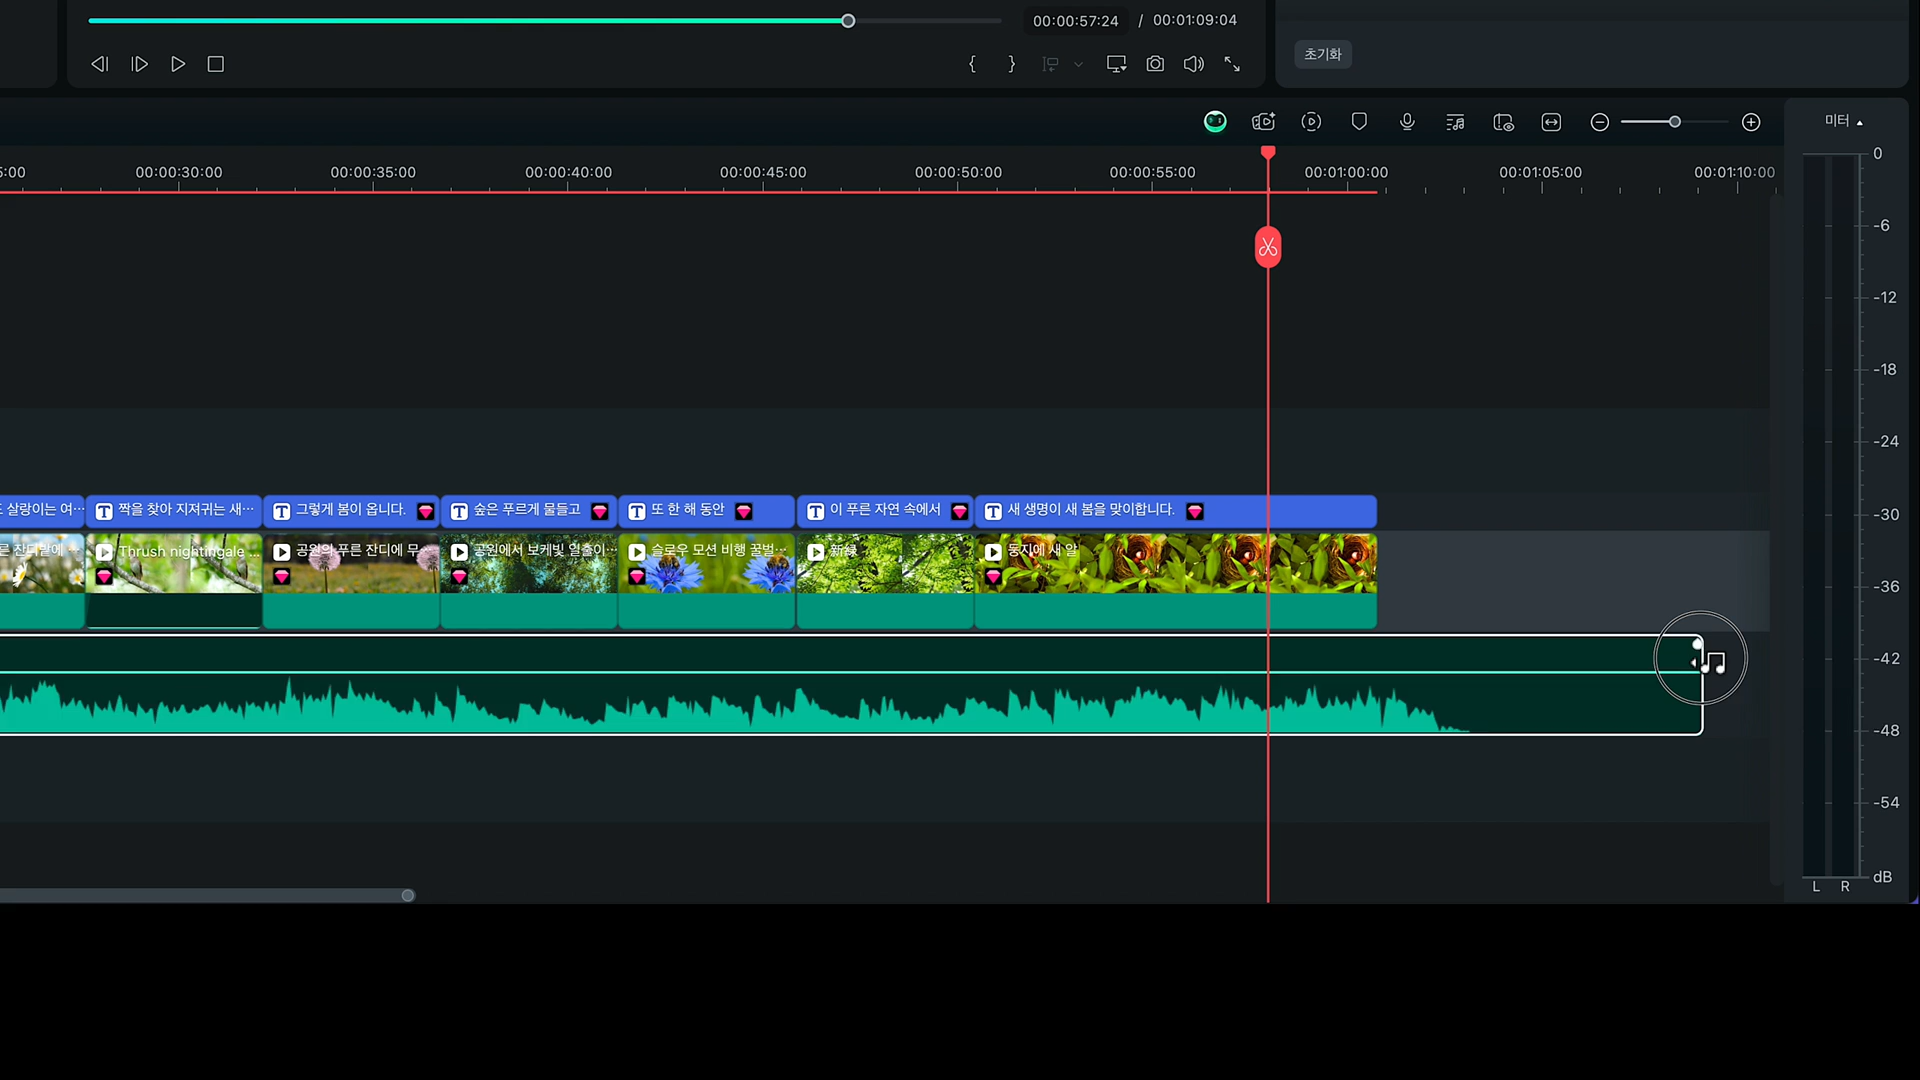 00:00:57:24 / 00:01:09:04
초기화
미터
5:00 00:00:30:00 00:00:35:00 00:00:40:00 00:00:45:00 00:00:50:00 00:00:55:00 00:01:00:00 00:01:05:00 00:01:10:00
0
-6
-12
-18
-24
-30
-36
-42
-48
-54
dB
L R
살랑이는 여··· 짝을 찾아 지저귀는 새··· 그렇게 봄이 옵니다. 숲은 푸르게 물들고 또 한 해 동안 이 푸른 자연 속에서 새 생명이 새 봄을 맞이합니다.
른 잔디밭에 ··· Thrush nightingale ... 공원의 푸른 잔디에 무··· 공원에서 보케빛 일출이··· 슬로우 모션 비행 꿀벌··· 新緑 둥지에 새 알